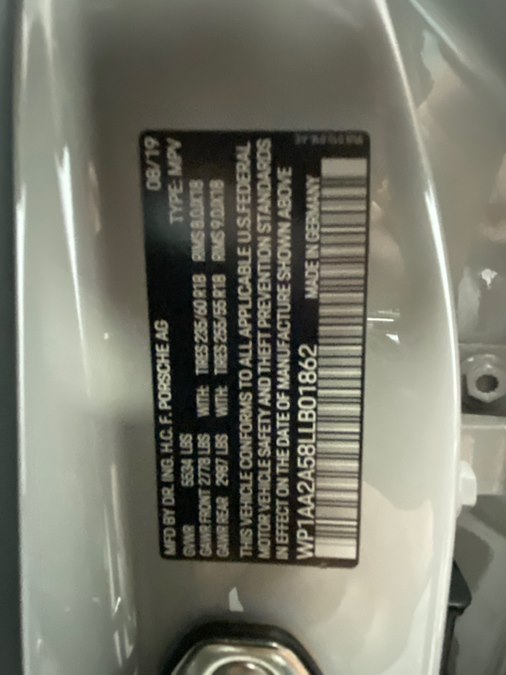 MFD BY DR. ING. H.C. F. PORSCHE AG 08/19
GVWR 5534 LBS TYPE: MPV
GAWR FRONT 2778 LBS WITH: TIRES 235/60 R18 RIMS 8.0JX18
GAWR REAR 2987 LBS WITH: TIRES 255/55 R18 RIMS 9.0JX18
THIS VEHICLE CONFORMS TO ALL APPLICABLE U.S. FEDERAL
MOTOR VEHICLE SAFETY AND THEFT PREVENTION STANDARDS
IN EFFECT ON THE DATE OF MANUFACTURE SHOWN ABOVE
WP1AA2A58LLB01862 MADE IN GERMANY